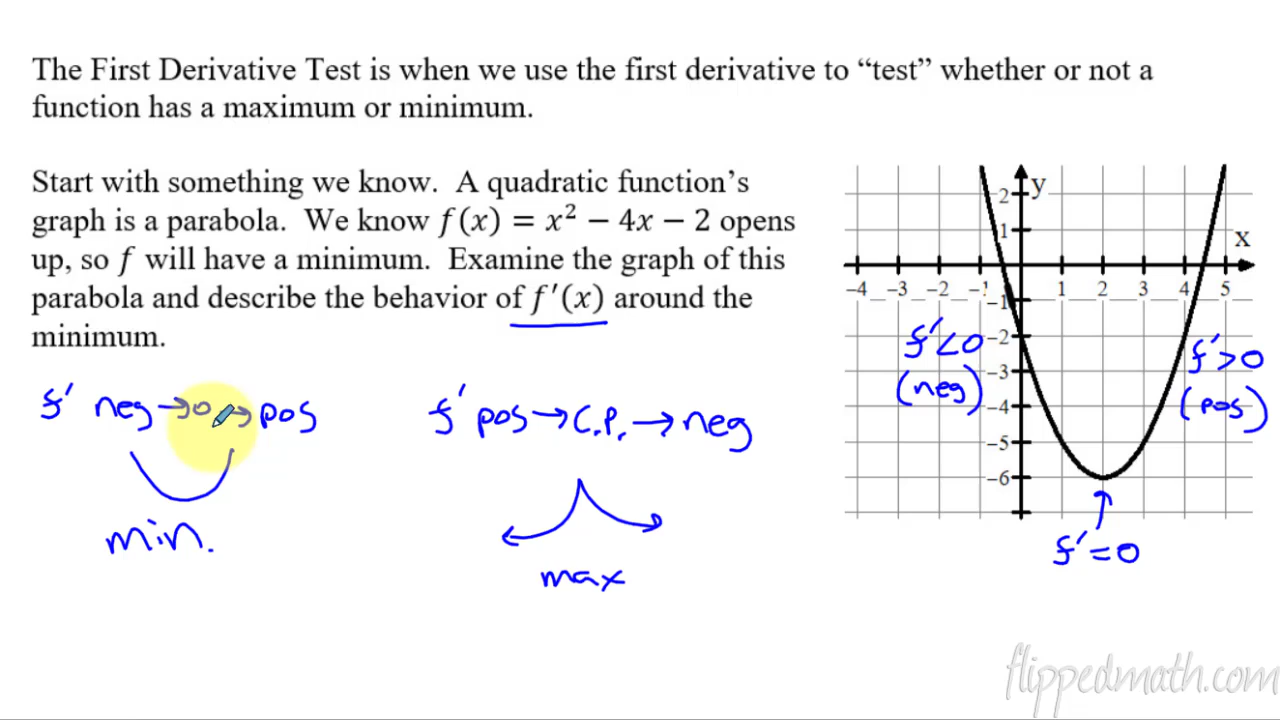 The First Derivative Test is when we use the first derivative to “test” whether or not a
function has a maximum or minimum.
Start with something we know. A quadratic function’s
graph is a parabola. We know f(x) = x² − 4x − 2 opens
up, so f will have a minimum. Examine the graph of this
parabola and describe the behavior of f′(x) around the
minimum.
f' neg→0→pos
min.
f' pos→C.P.→neg
max
y
x
2
1
-4 -3 -2 -1 1 2 3 4 5
-1
-2
-3
-4
-5
-6
f'<0
(neg)
f'>0
(pos)
f'=0
flippedmath.com